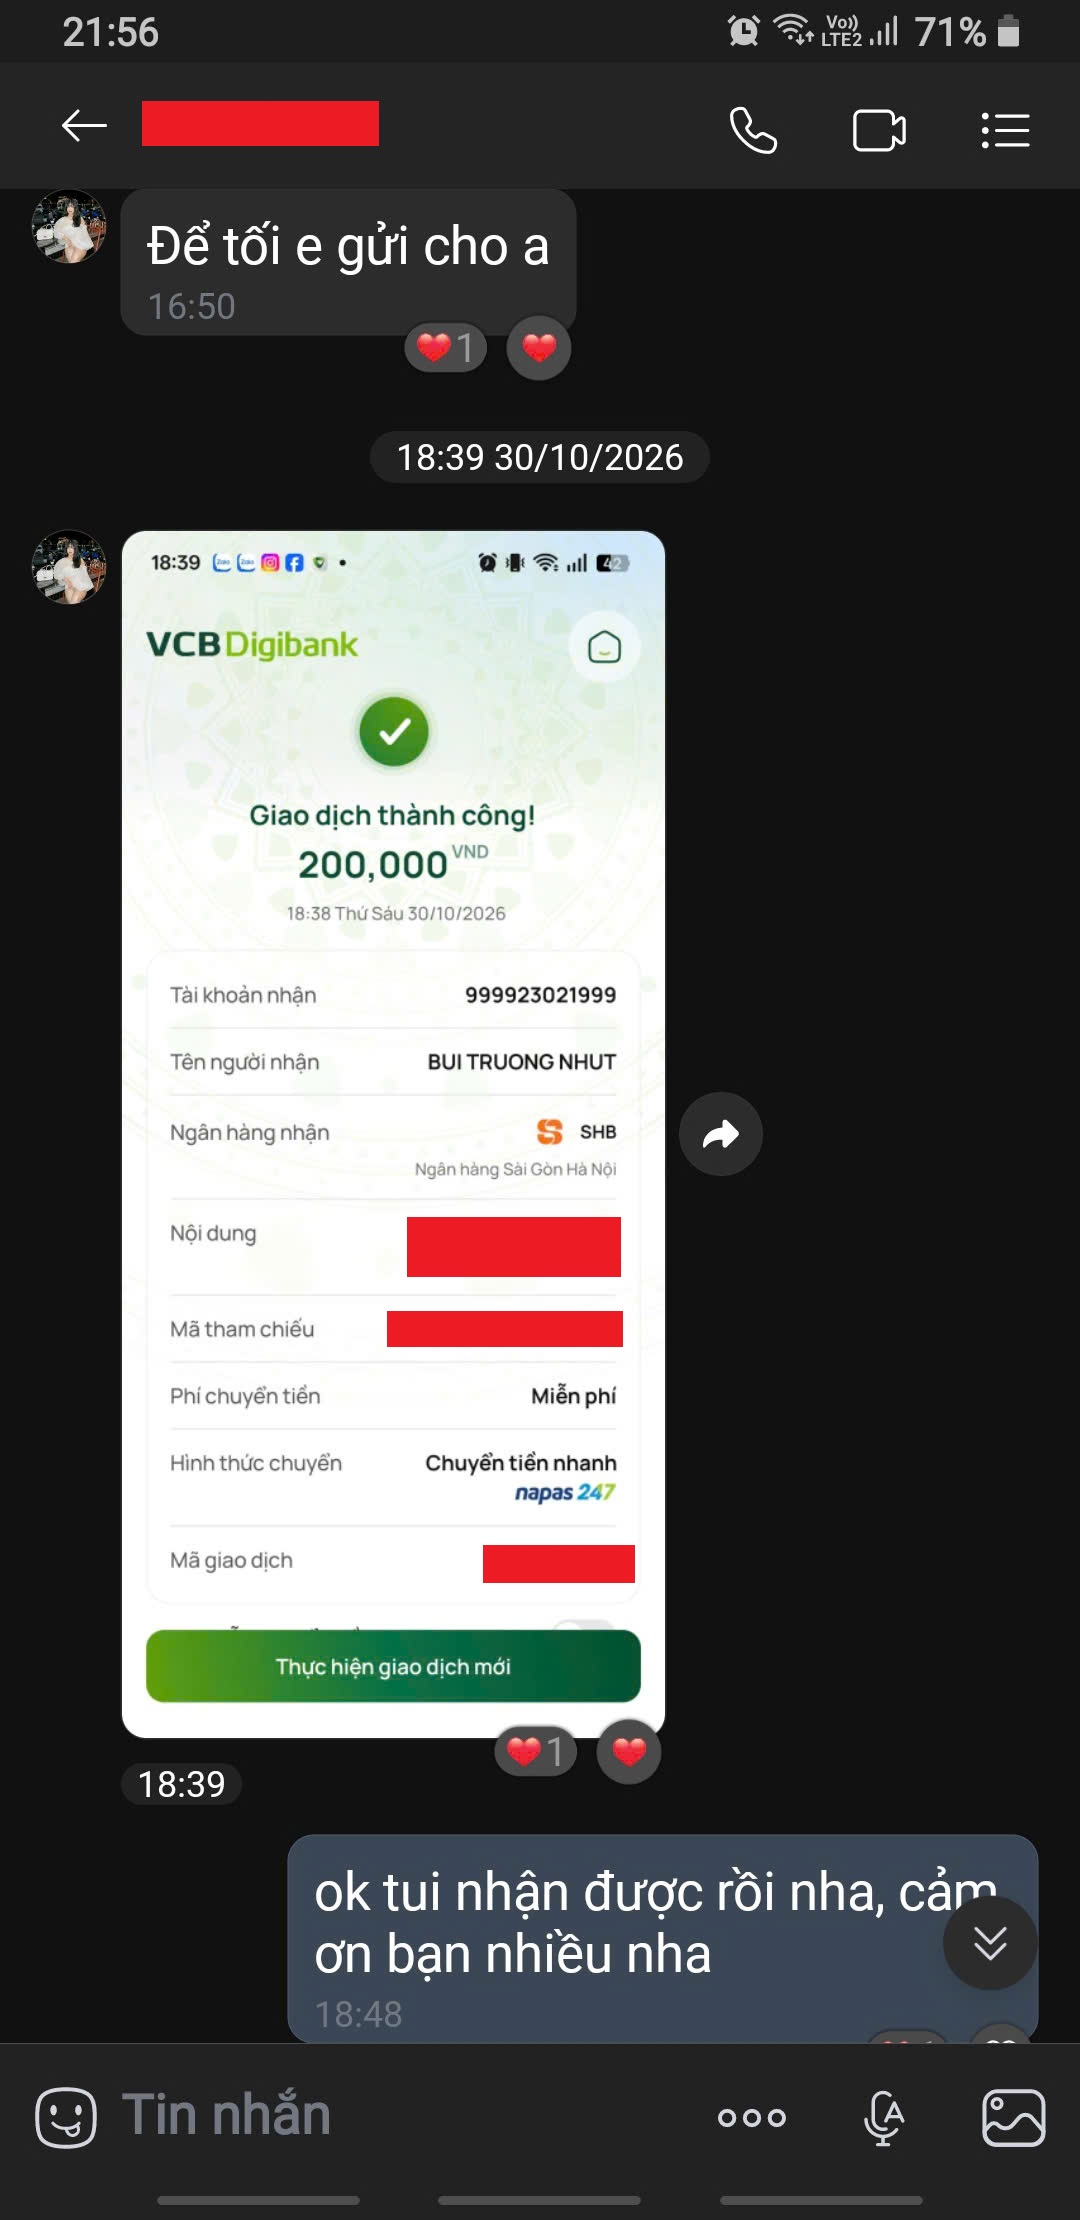 21:56
Vo))
LTE2
71%
Để tối e gửi cho a
16:50
1
18:39 30/10/2026
18:39
Zalo
Zalo
42
VCB Digibank
Giao dịch thành công!
200,000 VND
18:38 Thứ Sáu 30/10/2026
Tài khoản nhận 999923021999
Tên người nhận BUI TRUONG NHUT
Ngân hàng nhận SHB
Ngân hàng Sài Gòn Hà Nội
Nội dung
Mã tham chiếu
Phí chuyển tiền Miễn phí
Hình thức chuyển Chuyển tiền nhanh
napas 247
Mã giao dịch
Thực hiện giao dịch mới
1
18:39
ok tui nhận được rồi nha, cảm
ơn bạn nhiều nha
18:48
Tin nhắn
A